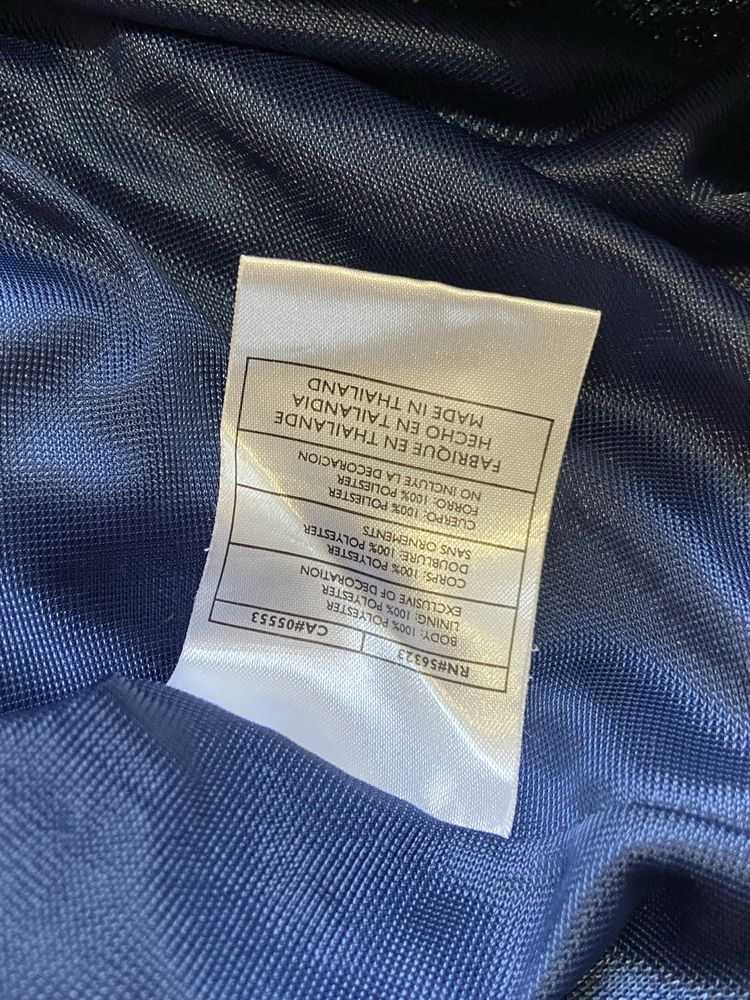 RN#56323 CA#05553
BODY: 100% POLYESTER
LINING: 100% POLYESTER
EXCLUSIVE OF DECORATION
CORPS: 100% POLYESTER
DOUBLURE: 100% POLYESTER
SANS ORNEMENTS
CUERPO: 100% POLIESTER
FORRO: 100% POLIESTER
NO INCLUYE LA DECORACION
FABRIQUE EN THAILANDE
HECHO EN TAILANDIA
MADE IN THAILAND